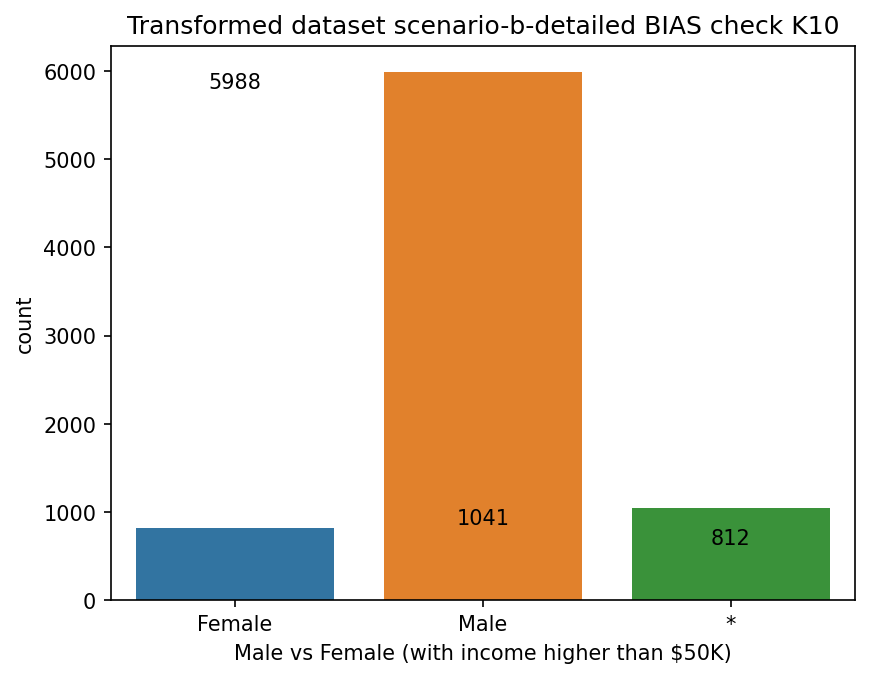 Transformed dataset scenario-b-detailed BIAS check K10
6000
5988
5000
4000
count
3000
2000
1000
1041
812
0
Female Male *
Male vs Female (with income higher than $50K)